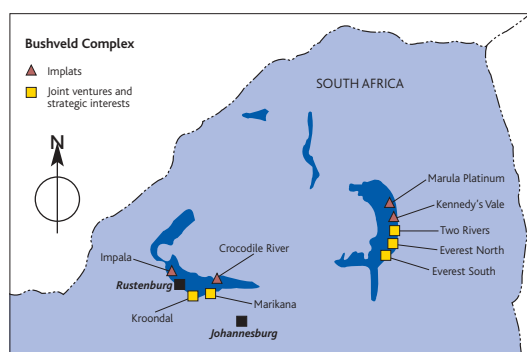 Bushveld Complex
Implats
Joint ventures and
strategic interests
N
SOUTH AFRICA
Marula Platinum
Kennedy's Vale
Two Rivers
Everest North
Everest South
Crocodile River
Impala
Rustenburg
Marikana
Kroondal
Johannesburg